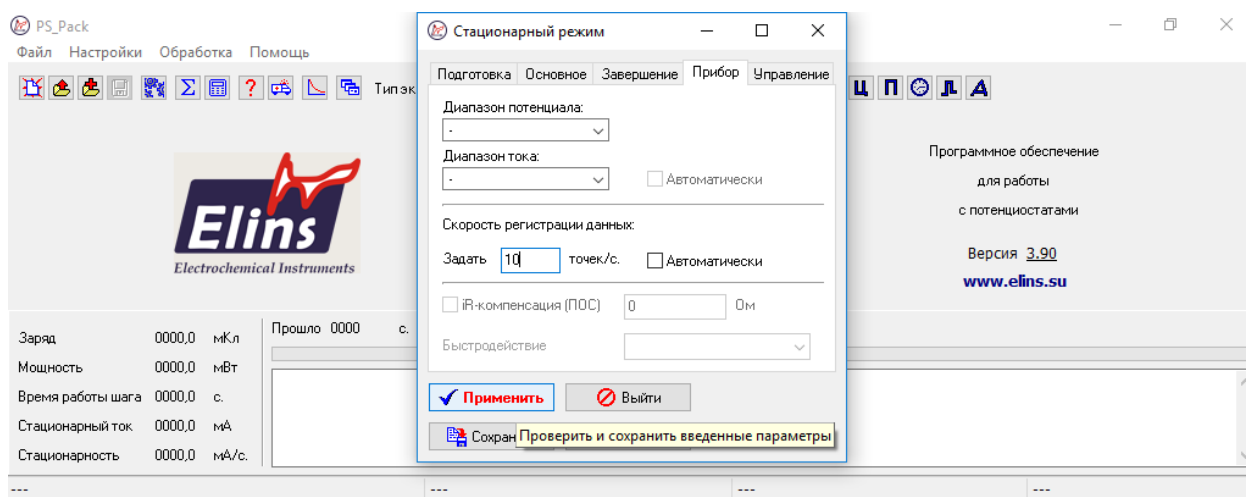 PS_Pack
Файл Настройки Обработка Помощь
Тип эк
Elins
Electrochemical Instruments
Стационарный режим
Подготовка Основное Завершение Прибор Управление
Диапазон потенциала:
-
Диапазон тока:
- Автоматически
Скорость регистрации данных:
Задать 10 точек/с. Автоматически
iR-компенсация (ПОС) 0 Ом
Быстродействие
Применить Выйти
Сохран Проверить и сохранить введенные параметры
Ц П Л А
Программное обеспечение
для работы
с потенциостатами
Версия 3.90
www.elins.su
Заряд 0000,0 мКл
Мощность 0000,0 мВт
Время работы шага 0000,0 с.
Стационарный ток 0000,0 мА
Стационарность 0000,0 мА/с.
Прошло 0000 с.
--- --- --- ---